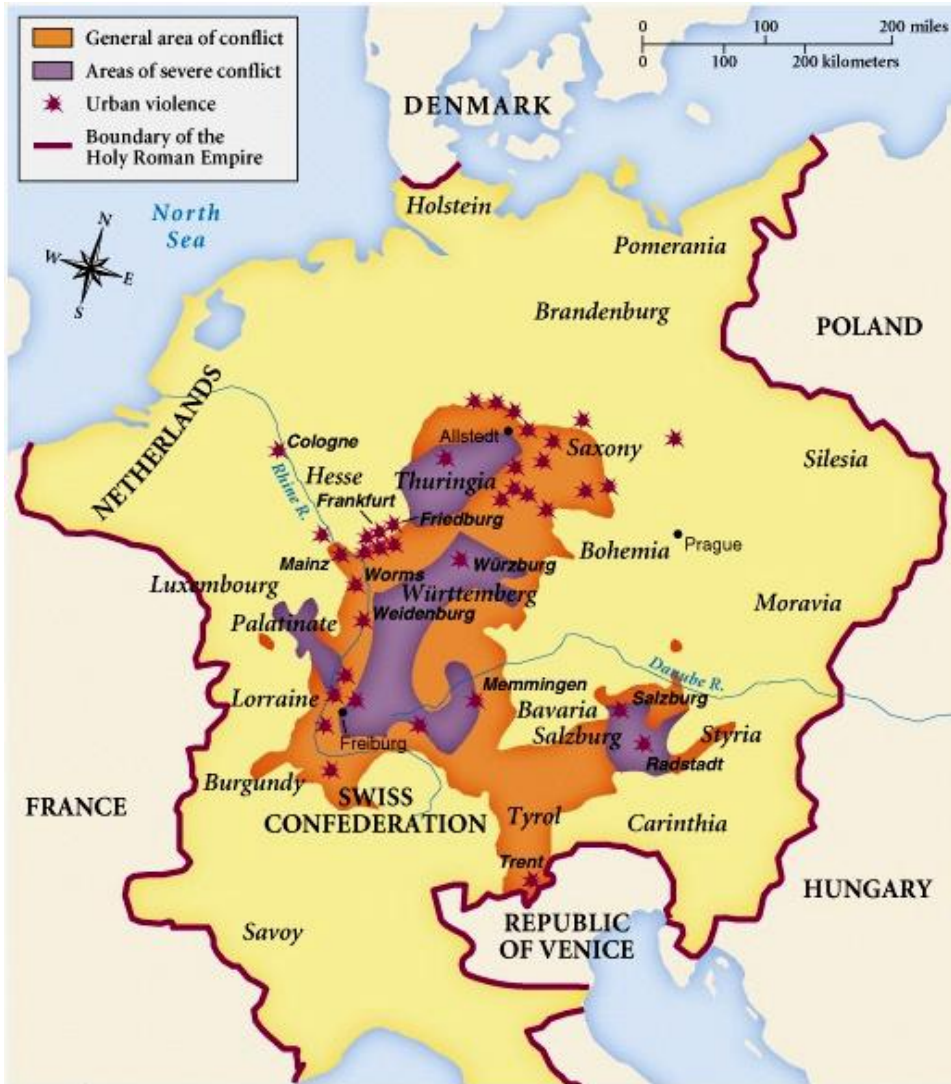 General area of conflict
Areas of severe conflict
Urban violence
Boundary of the
Holy Roman Empire
0 100 200 miles
0 100 200 kilometers
DENMARK
North
Sea
N
W
E
S
Holstein
Pomerania
Brandenburg
POLAND
NETHERLANDS
Cologne
Rhine R.
Hesse
Allstedt
Saxony
Thuringia
Silesia
Frankfurt
Friedburg
Mainz
Bohemia
Prague
Luxembourg
Worms
Würzburg
Württemberg
Weidenburg
Moravia
Palatinate
Danube R.
Lorraine
Memmingen
Bavaria
Salzburg
Salzburg
Styria
Freiburg
Radstadt
Burgundy
FRANCE
SWISS
CONFEDERATION
Tyrol
Carinthia
Trent
HUNGARY
REPUBLIC
OF VENICE
Savoy